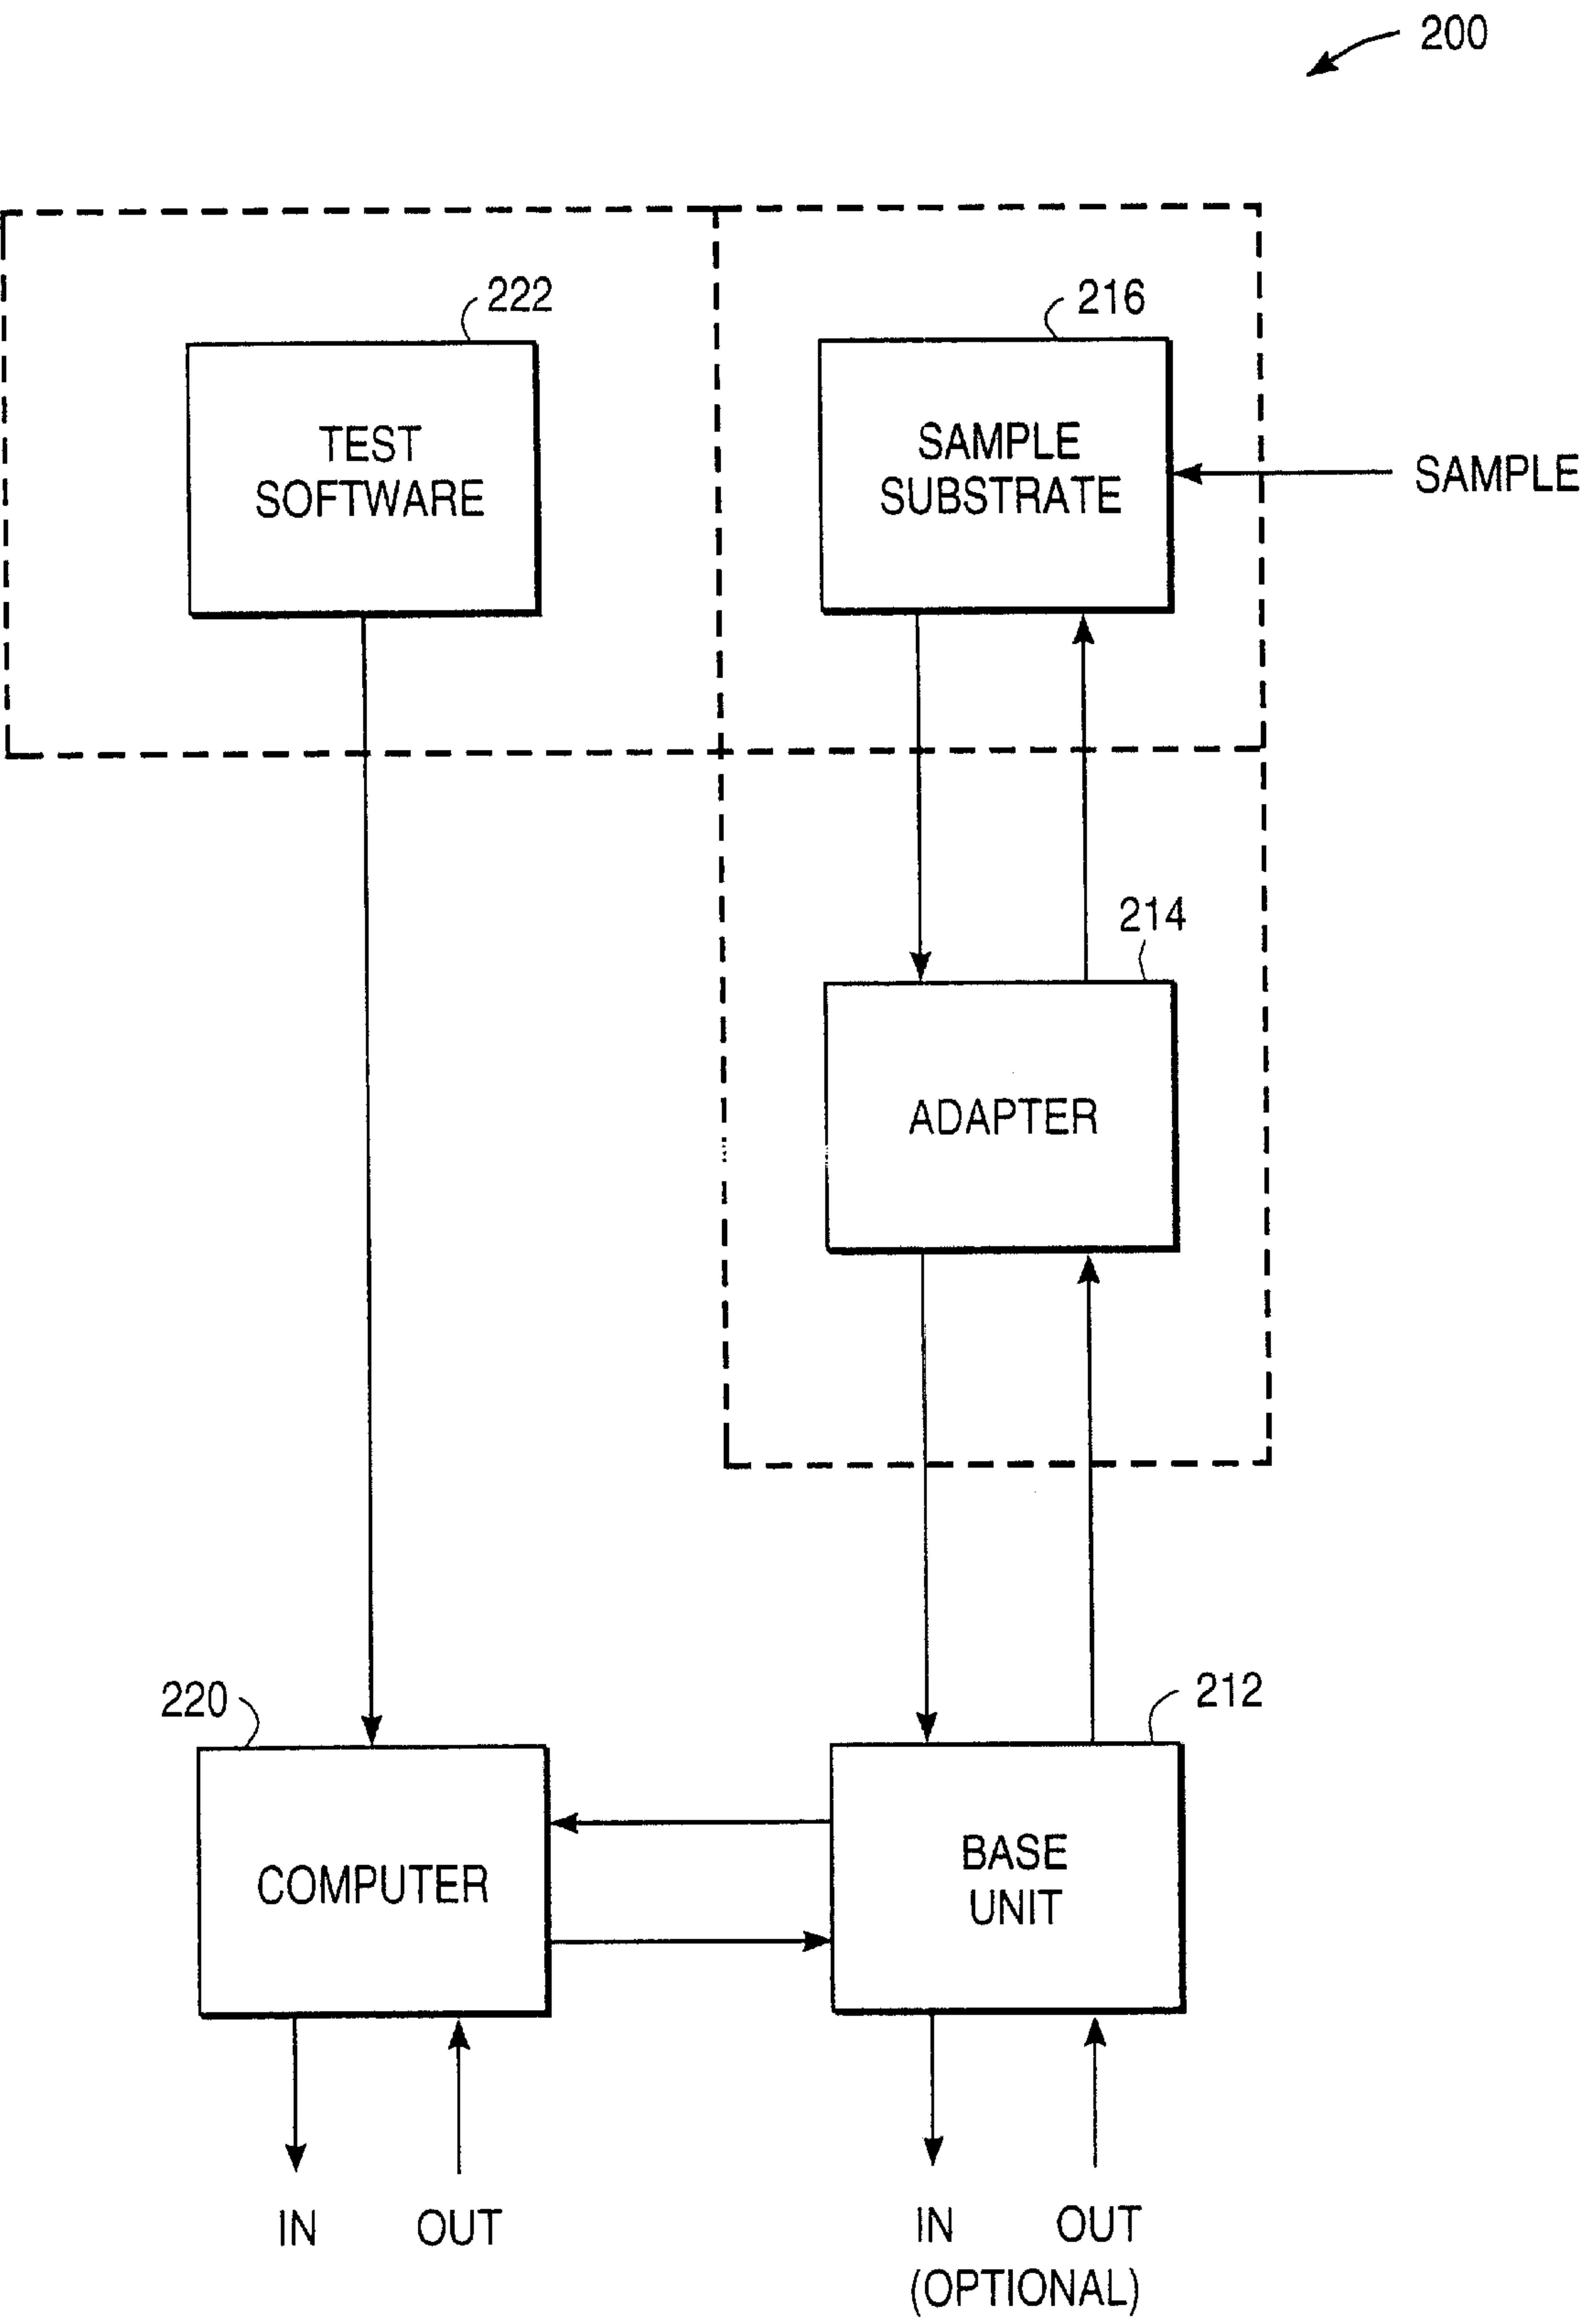 200
222
216
TEST
SOFTWARE
SAMPLE
SUBSTRATE
SAMPLE
214
ADAPTER
220
212
COMPUTER
BASE
UNIT
IN OUT
IN OUT
(OPTIONAL)